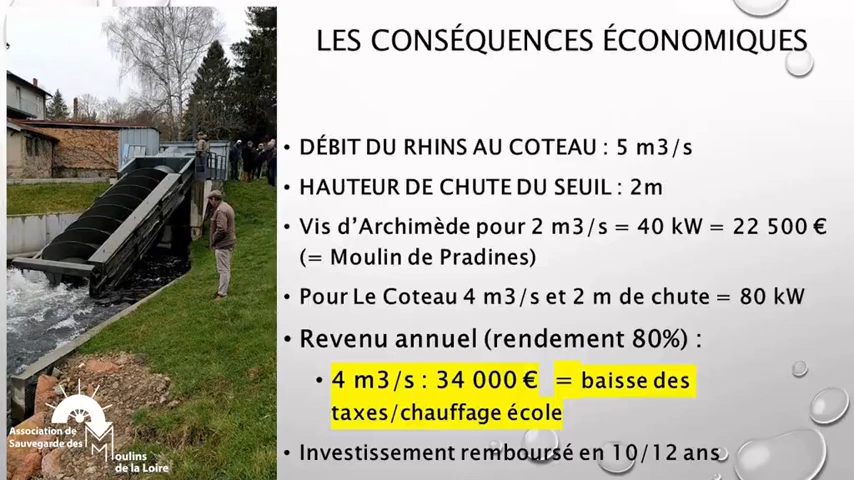 LES CONSÉQUENCES ÉCONOMIQUES
• DÉBIT DU RHINS AU COTEAU : 5 m3/s
• HAUTEUR DE CHUTE DU SEUIL : 2m
• Vis d’Archimède pour 2 m3/s = 40 kW = 22 500 €
(= Moulin de Pradines)
• Pour Le Coteau 4 m3/s et 2 m de chute = 80 kW
• Revenu annuel (rendement 80%) :
• 4 m3/s : 34 000 € = baisse des
taxes/chauffage école
• Investissement remboursé en 10/12 ans
Association de
Sauvegarde des
Moulins
de la Loire